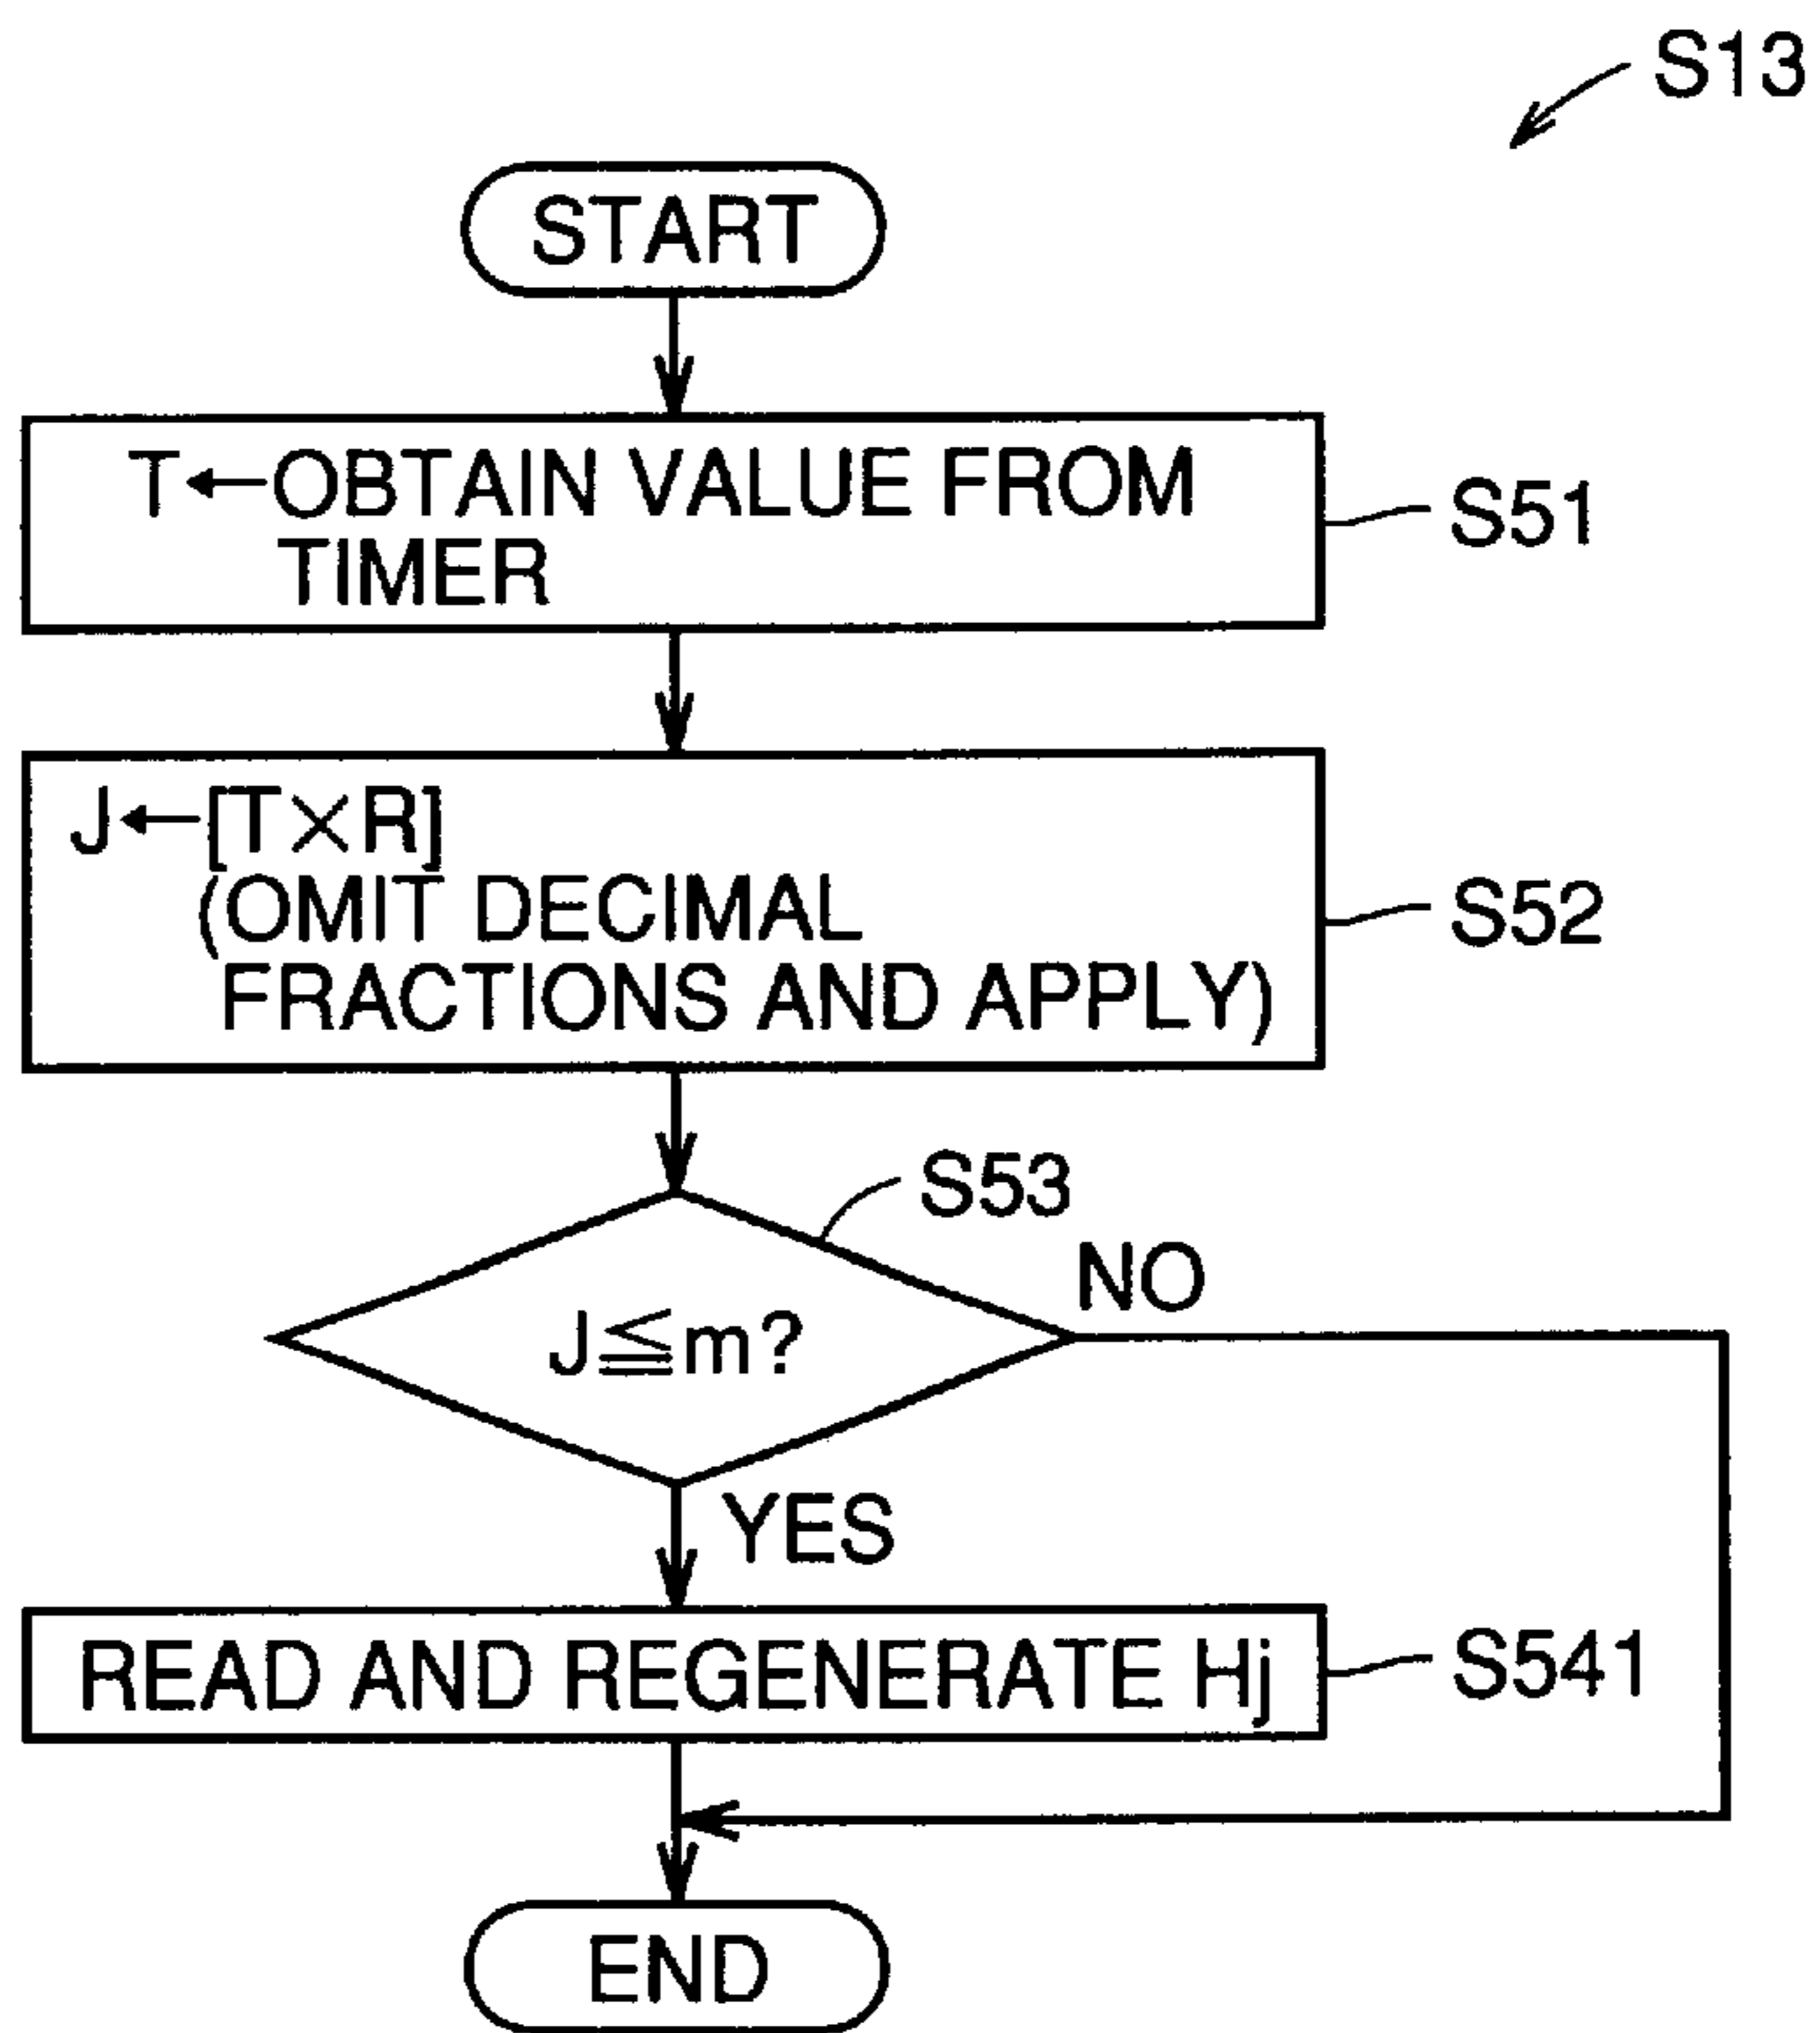 S13
START
T←OBTAIN VALUE FROM
TIMER
S51
J←[T×R]
(OMIT DECIMAL
FRACTIONS AND APPLY)
S52
S53
NO
J≦m?
YES
READ AND REGENERATE Hj
S541
END